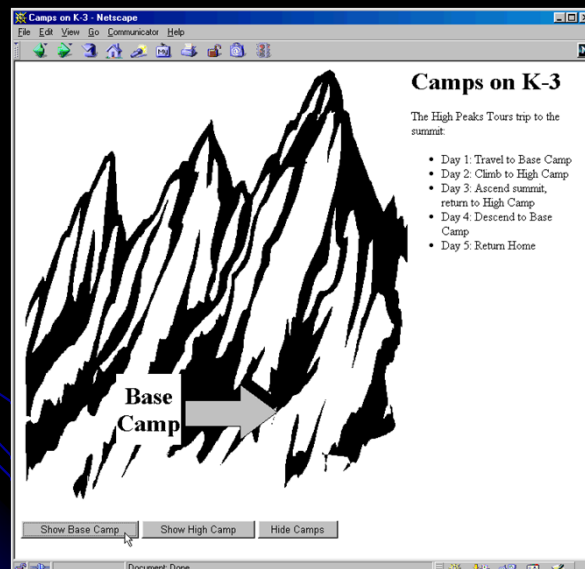 Camps on K-3 - Netscape
File Edit View Go Communicator Help
Camps on K-3
The High Peaks Tours trip to the
summit:
• Day 1: Travel to Base Camp
• Day 2: Climb to High Camp
• Day 3: Ascend summit,
return to High Camp
• Day 4: Descend to Base
Camp
• Day 5: Return Home
Base
Camp
Show Base Camp Show High Camp Hide Camps
Document: Done